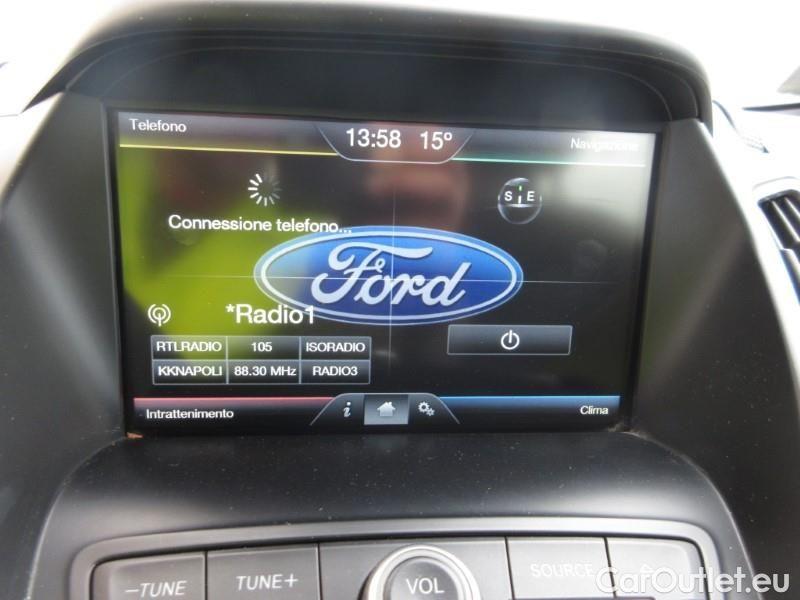 Telefono
13:58 15°
Navigazione
S E
Connessione telefono...
Ford
*Radio1
RTLRADIO 105 ISORADIO
KKNAPOLI 88.30 MHz RADIO3
Intrattenimento
i
Clima
-TUNE
TUNE+
VOL
SOURCE
CarOutlet.eu